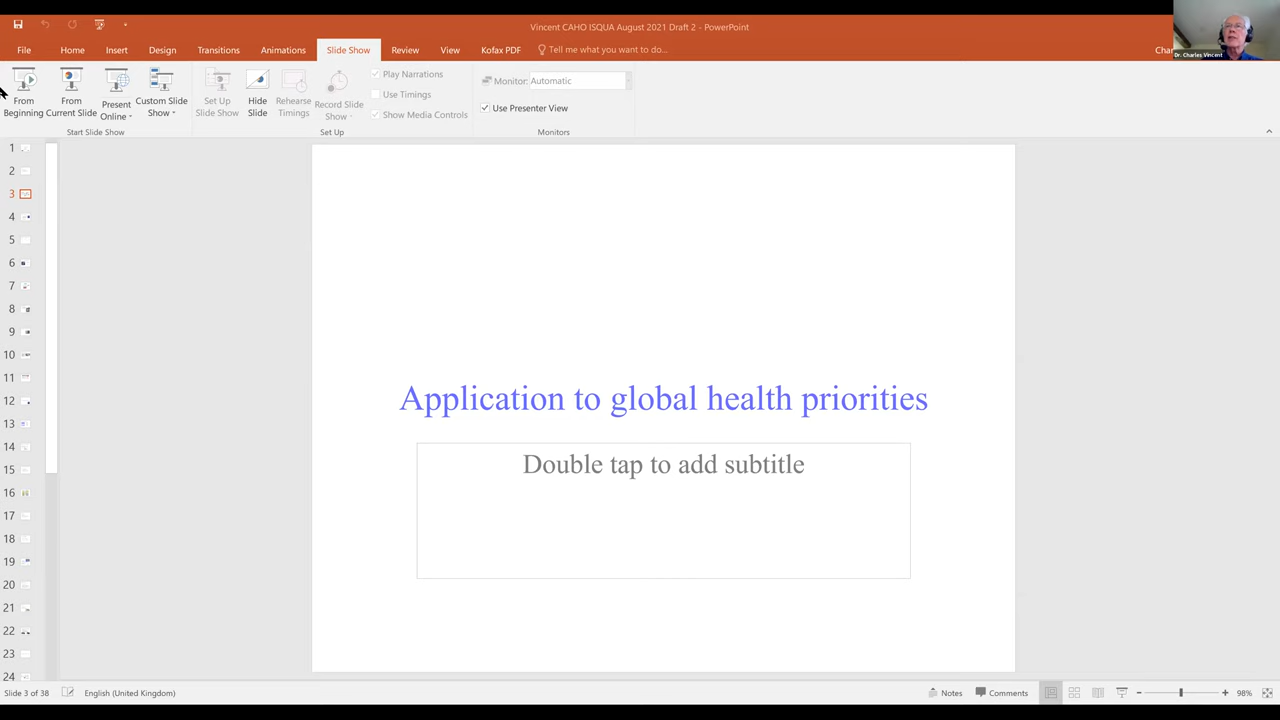 Vincent CAHO ISQUA August 2021 Draft 2 - PowerPoint
File Home Insert Design Transitions Animations Slide Show Review View Kofax PDF Tell me what you want to do...
Dr. Charles Vincent
From Beginning
From Current Slide
Present Online
Custom Slide Show
Start Slide Show
Set Up Slide Show
Hide Slide
Rehearse Timings
Record Slide Show
Play Narrations
Use Timings
Show Media Controls
Set Up
Monitor: Automatic
Use Presenter View
Monitors
1
2
3
4
5
6
7
8
9
10
11
12
13
14
15
16
17
18
19
20
21
22
23
24
Application to global health priorities
Double tap to add subtitle
Slide 3 of 38 English (United Kingdom) Notes Comments 98%